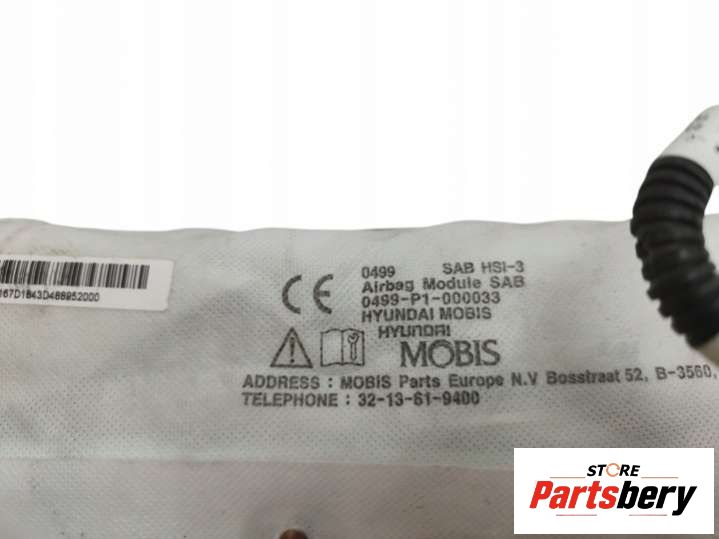 167D1843D488952000
CE 0499 SAB HSI-3
Airbag Module SAB
0499-P1-000033
HYUNDAI MOBIS
HYUNDAI
MOBIS
ADDRESS : MOBIS Parts Europe N.V Bosstraat 52, B-3560,
TELEPHONE : 32-13-61-9400
STORE
Partsbery